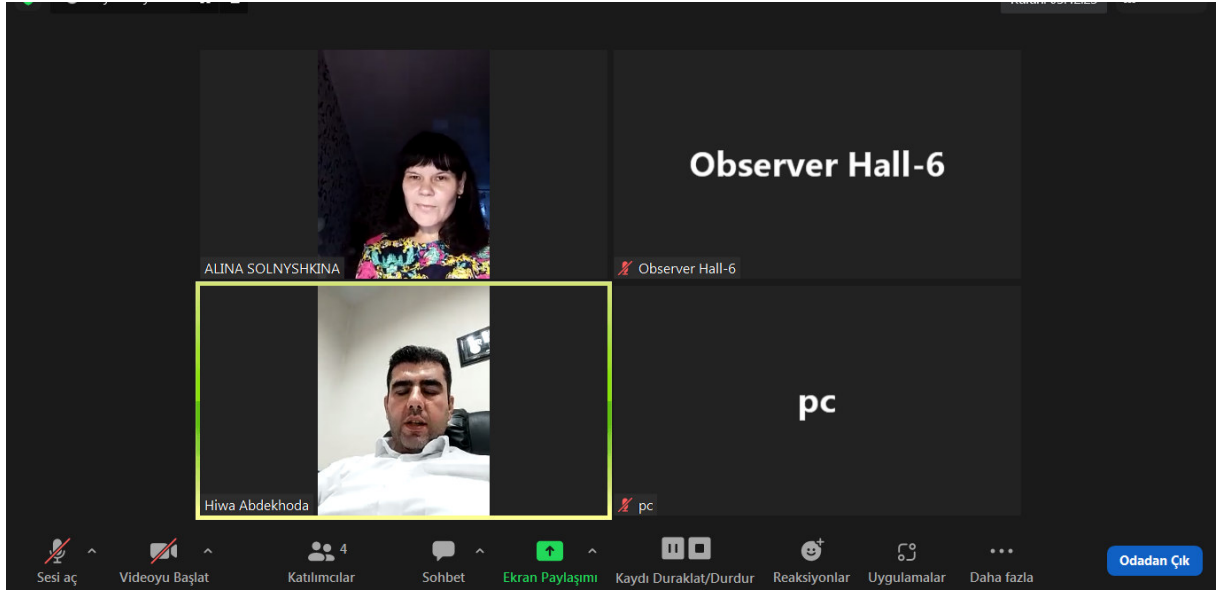 ALINA SOLNYSHKINA
Observer Hall-6
Observer Hall-6
Hiwa Abdekhoda
pc
pc
4
Sesi aç
Videoyu Başlat
Katılımcılar
Sohbet
Ekran Paylaşımı
Kaydı Duraklat/Durdur
Reaksiyonlar
Uygulamalar
Daha fazla
Odadan Çık